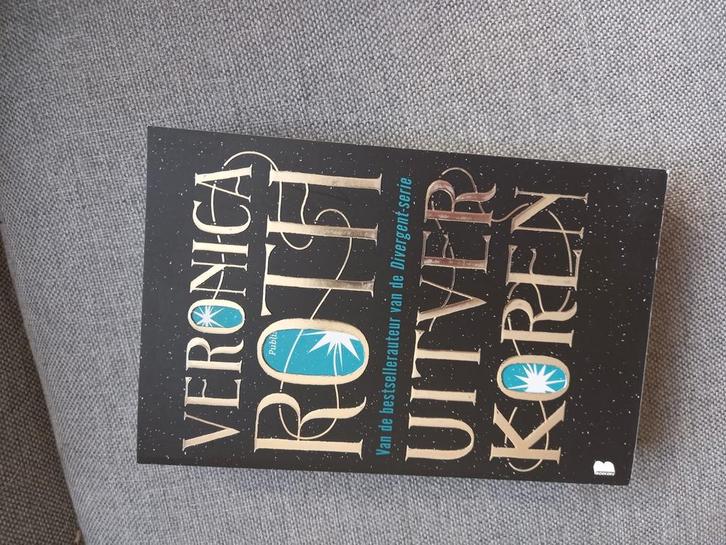 VERONICA
ROTH
Van de bestsellerauteur van de Divergent-serie
UITVER
KOREN